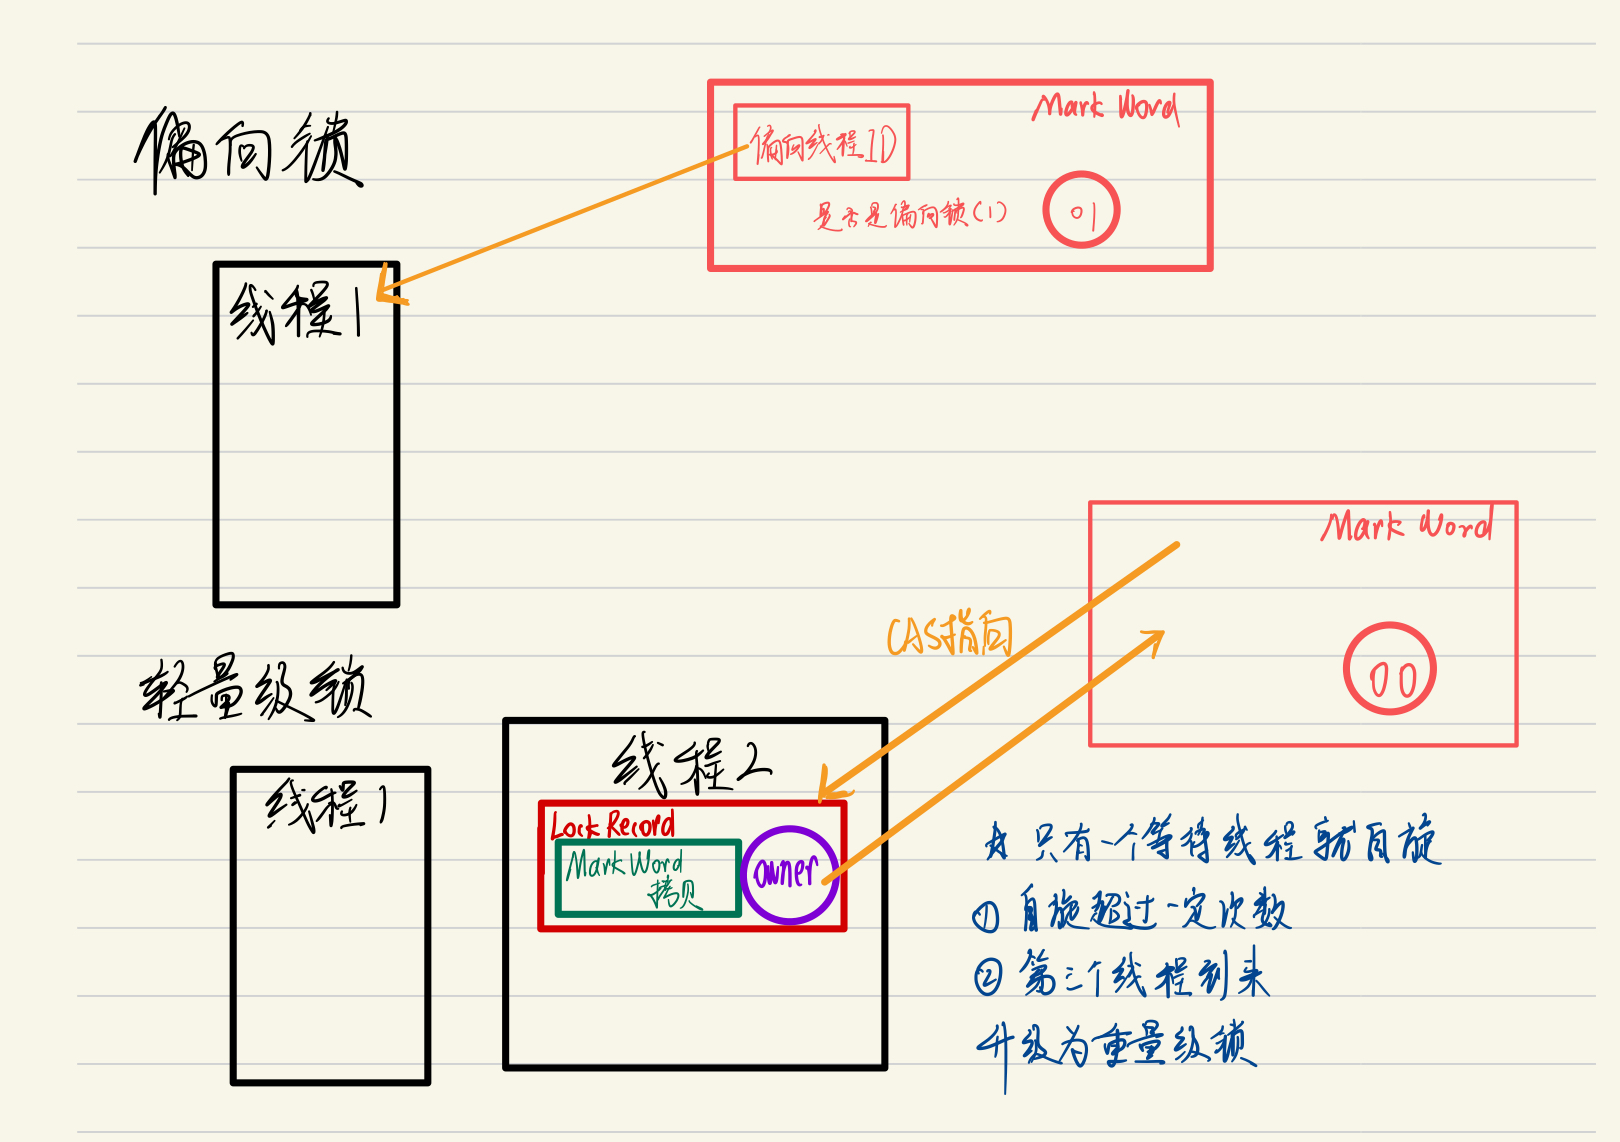 偏向锁
Mark Word
偏向线程ID
是否是偏向锁(1)
01
线程1
Mark Word
00
CAS指向
轻量级锁
线程1
线程2
Lock Record
Mark Word
拷贝
owner
☆ 只有一个等待线程就自旋
① 自旋超过一定次数
② 第三个线程到来
升级为重量级锁